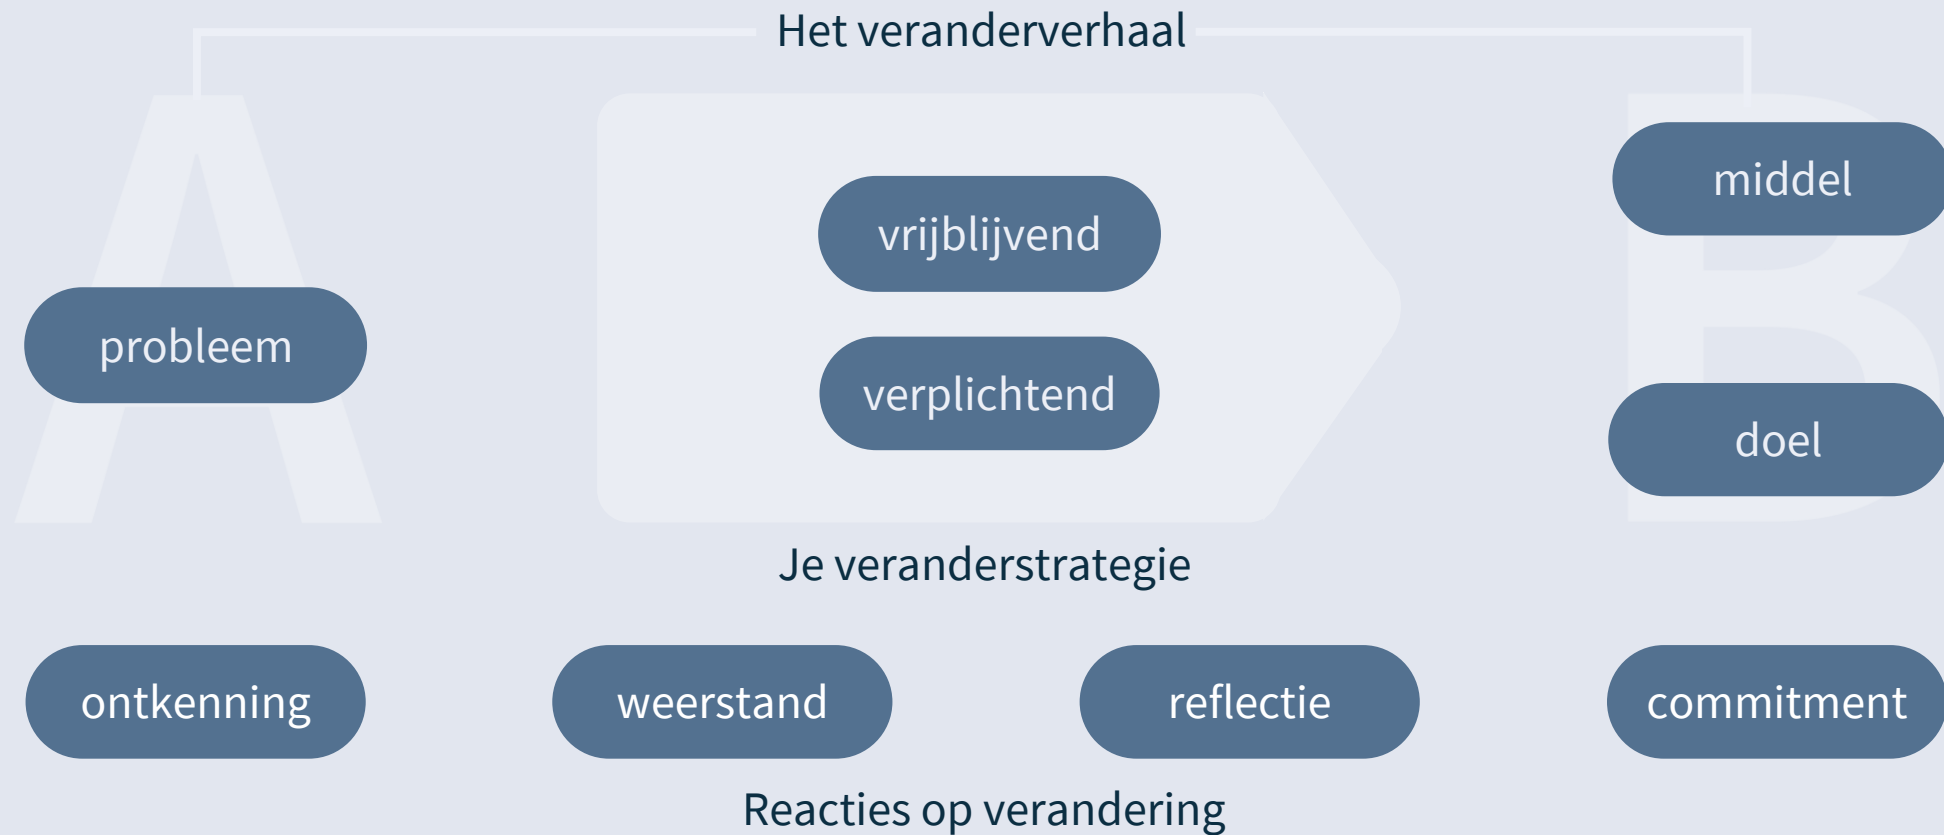 Het veranderverhaal
A
B
middel
vrijblijvend
probleem
verplichtend
doel
Je veranderstrategie
ontkenning
weerstand
reflectie
commitment
Reacties op verandering